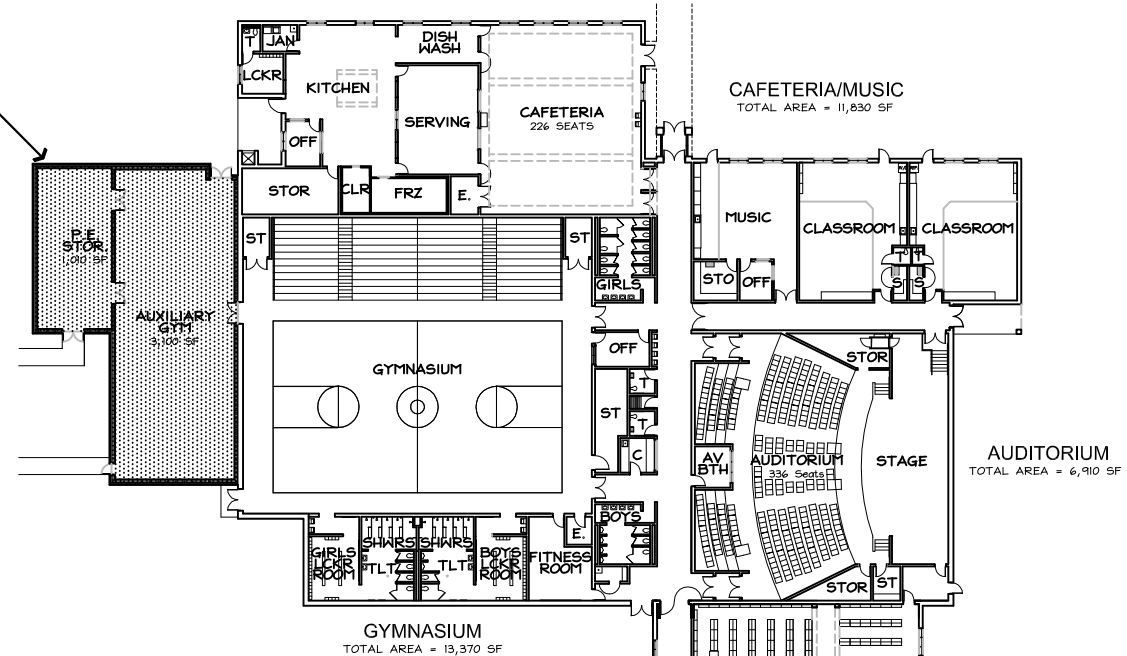 DISH
WASH
T
JAN
LCKR
KITCHEN
SERVING
CAFETERIA
226 SEATS
OFF
STOR
CLR
FRZ
E.
CAFETERIA/MUSIC
TOTAL AREA = 11,830 SF
P.E.
STOR.
1,010 SF
AUXILIARY
GYM
3,100 SF
ST
ST
GIRLS
MUSIC
STO
OFF
CLASSROOM
CLASSROOM
T
T
S
S
GYMNASIUM
OFF
T
ST
T
C
BOYS
STOR
AV
BTH
AUDITORIUM
336 Seats
STAGE
AUDITORIUM
TOTAL AREA = 6,910 SF
STOR
ST
GIRLS
LCKR
ROOM
SHWRS
TLT
SHWRS
TLT
BOYS
LCKR
ROOM
E.
FITNESS
ROOM
GYMNASIUM
TOTAL AREA = 13,370 SF